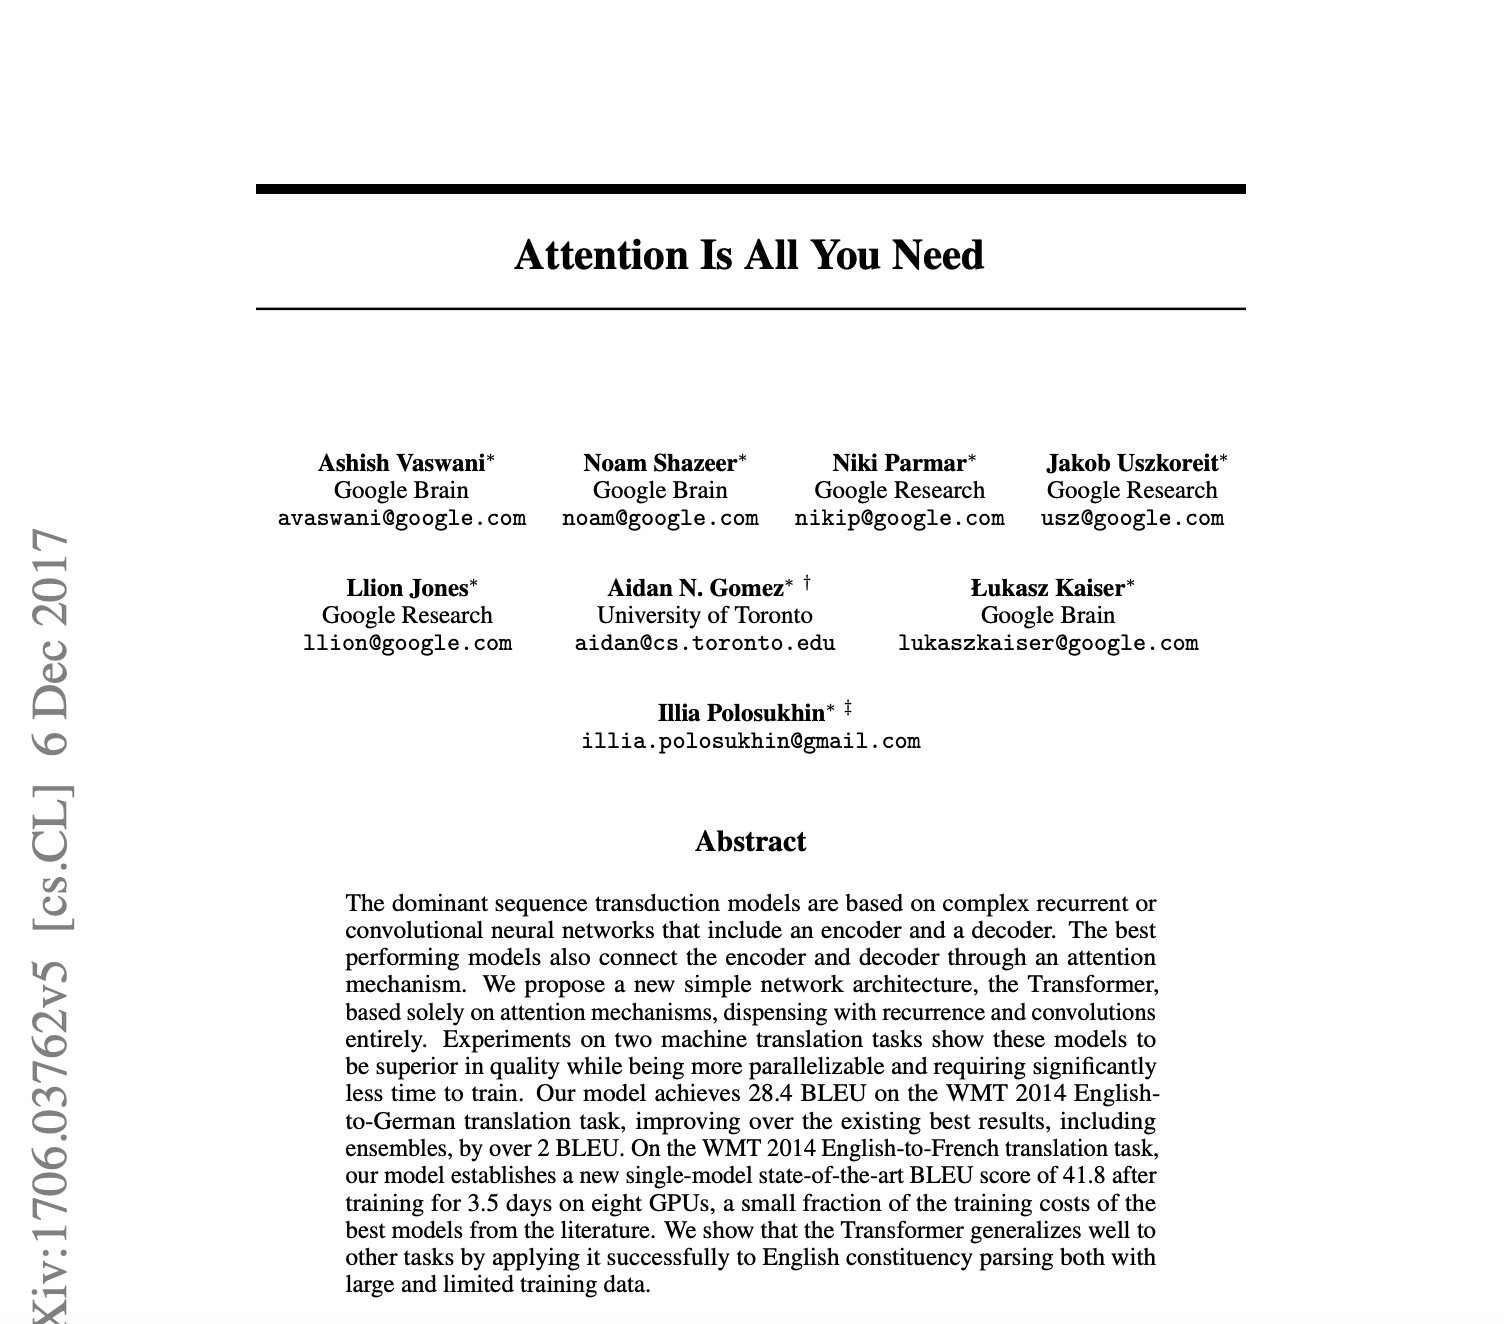 Attention Is All You Need
Ashish Vaswani*
Google Brain
avaswani@google.com
Noam Shazeer*
Google Brain
noam@google.com
Niki Parmar*
Google Research
nikip@google.com
Jakob Uszkoreit*
Google Research
usz@google.com
Llion Jones*
Google Research
llion@google.com
Aidan N. Gomez* †
University of Toronto
aidan@cs.toronto.edu
Łukasz Kaiser*
Google Brain
lukaszkaiser@google.com
Illia Polosukhin* ‡
illia.polosukhin@gmail.com
Abstract
The dominant sequence transduction models are based on complex recurrent or
convolutional neural networks that include an encoder and a decoder. The best
performing models also connect the encoder and decoder through an attention
mechanism. We propose a new simple network architecture, the Transformer,
based solely on attention mechanisms, dispensing with recurrence and convolutions
entirely. Experiments on two machine translation tasks show these models to
be superior in quality while being more parallelizable and requiring significantly
less time to train. Our model achieves 28.4 BLEU on the WMT 2014 English-
to-German translation task, improving over the existing best results, including
ensembles, by over 2 BLEU. On the WMT 2014 English-to-French translation task,
our model establishes a new single-model state-of-the-art BLEU score of 41.8 after
training for 3.5 days on eight GPUs, a small fraction of the training costs of the
best models from the literature. We show that the Transformer generalizes well to
other tasks by applying it successfully to English constituency parsing both with
large and limited training data.
Xiv:1706.03762v5 [cs.CL] 6 Dec 2017